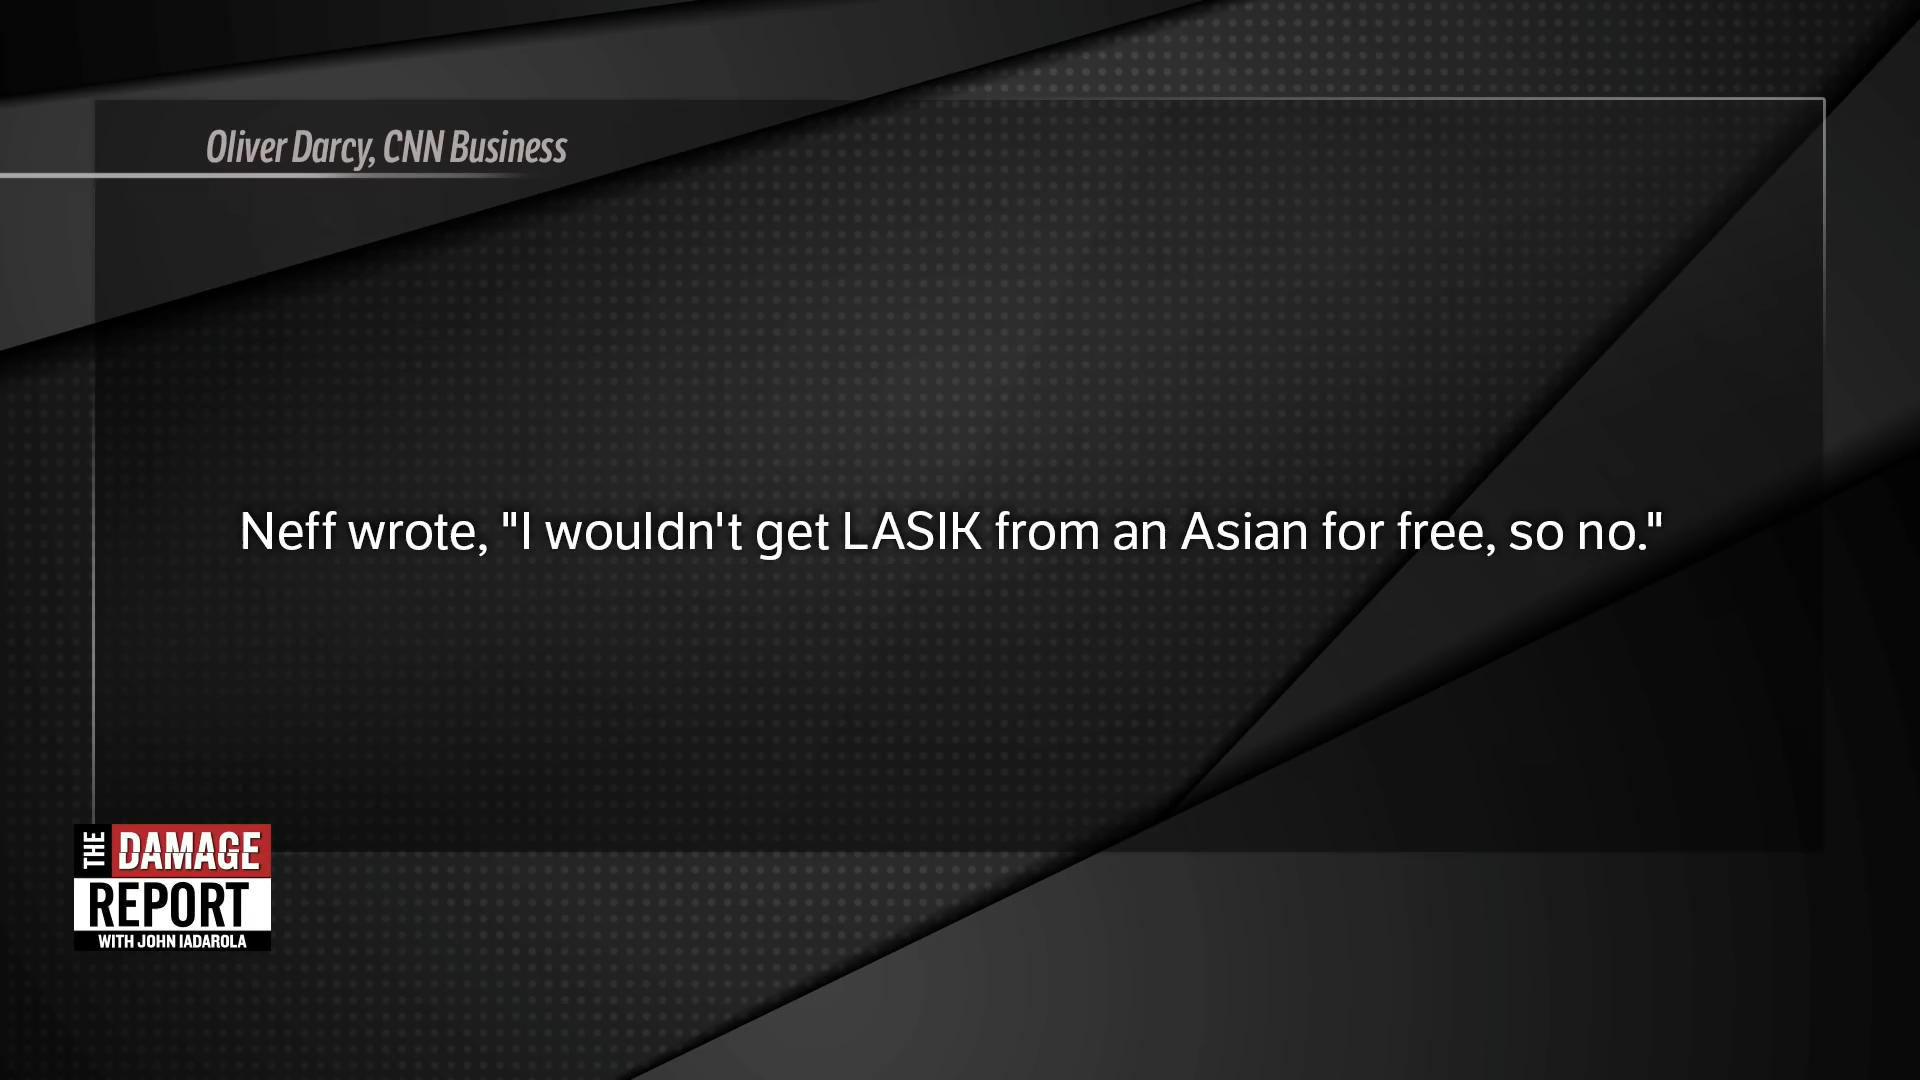 Oliver Darcy, CNN Business
Neff wrote, "I wouldn't get LASIK from an Asian for free, so no."
THE
DAMAGE
REPORT
WITH JOHN IADAROLA